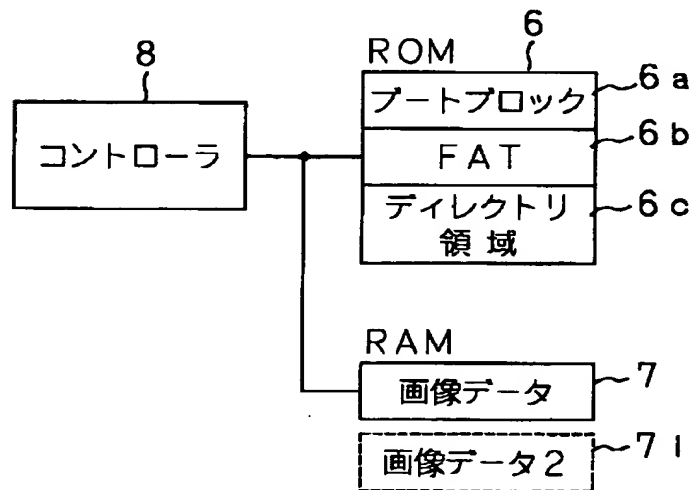 8
コントローラ
6
ROM
ブートブロック
6a
FAT
6b
ディレクトリ
領域
6c
RAM
画像データ
7
画像データ2
71